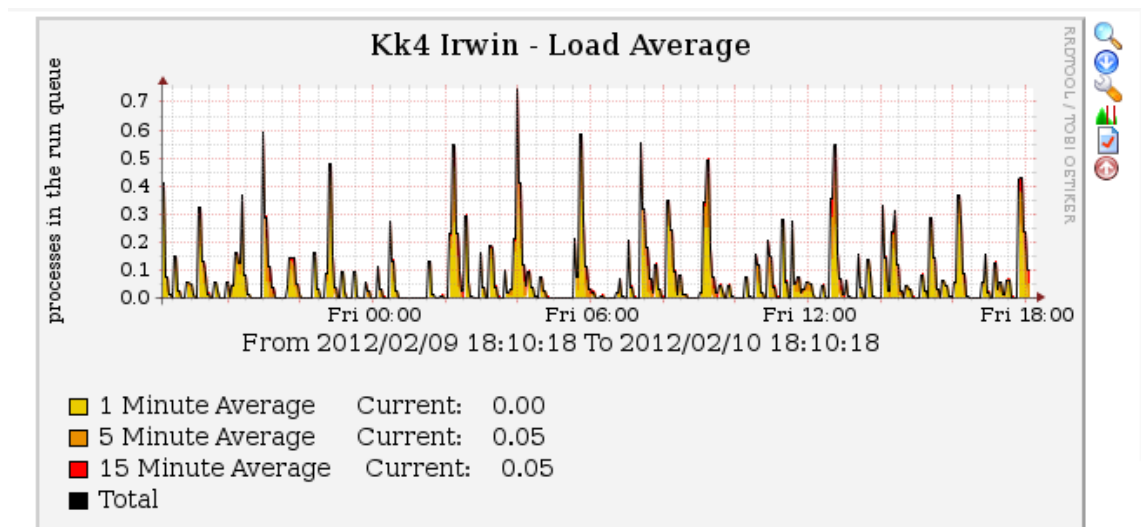 Kk4 Irwin - Load Average
RRDTOOL / TOBI OETIKER
processes in the run queue
0.7
0.6
0.5
0.4
0.3
0.2
0.1
0.0
Fri 00:00 Fri 06:00 Fri 12:00 Fri 18:00
From 2012/02/09 18:10:18 To 2012/02/10 18:10:18
1 Minute Average Current: 0.00
5 Minute Average Current: 0.05
15 Minute Average Current: 0.05
Total